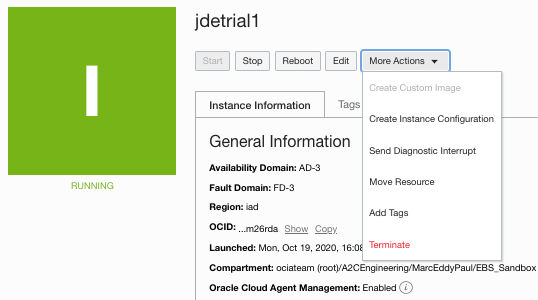 jdetrial1
I
RUNNING
Start
Stop
Reboot
Edit
More Actions
Create Custom Image
Create Instance Configuration
Send Diagnostic Interrupt
Move Resource
Add Tags
Terminate
Instance Information
Tags
General Information
Availability Domain: AD-3
Fault Domain: FD-3
Region: iad
OCID: ...m26rda Show Copy
Launched: Mon, Oct 19, 2020, 16:08
Compartment: ociateam (root)/A2CEngineering/MarcEddyPaul/EBS_Sandbox
Oracle Cloud Agent Management: Enabled i